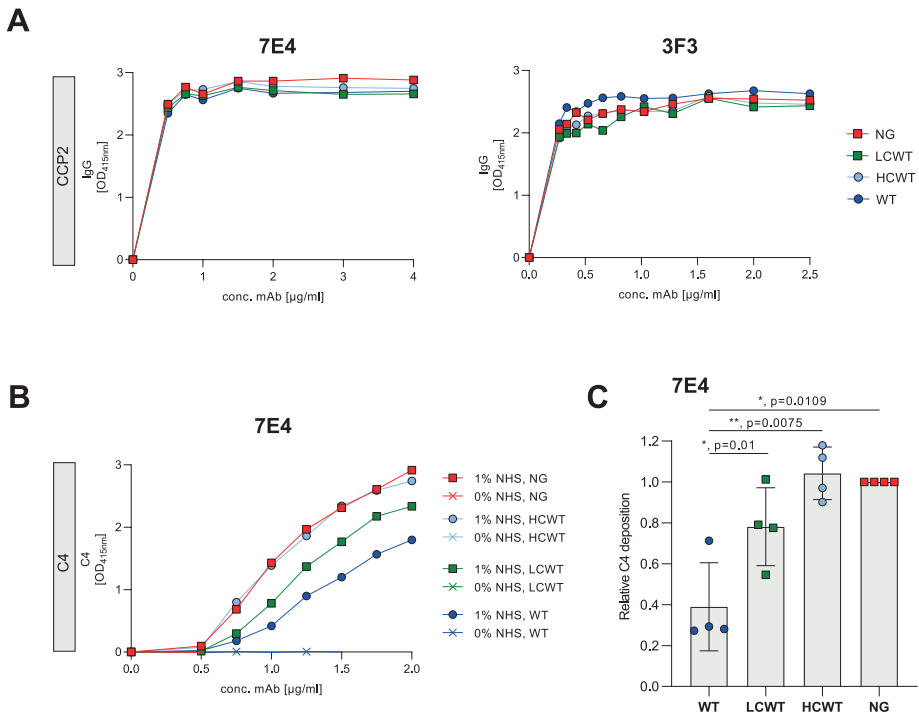 A
7E4
3F3
CCP2
IgG
[OD415nm]
3
2
1
0
0
1
2
3
4
conc. mAb [µg/ml]
IgG
[OD415nm]
3
2
1
0
0.0
0.5
1.0
1.5
2.0
2.5
conc. mAb [µg/ml]
NG
LCWT
HCWT
WT
B
7E4
C4
C4
[OD415nm]
3
2
1
0
0.0
0.5
1.0
1.5
2.0
conc. mAb [µg/ml]
1% NHS, NG
0% NHS, NG
1% NHS, HCWT
0% NHS, HCWT
1% NHS, LCWT
0% NHS, LCWT
1% NHS, WT
0% NHS, WT
C
7E4
*, p=0.0109
**, p=0.0075
*, p=0.01
Relative C4 deposition
1.2
1.0
0.8
0.6
0.4
0.2
0.0
WT
LCWT
HCWT
NG